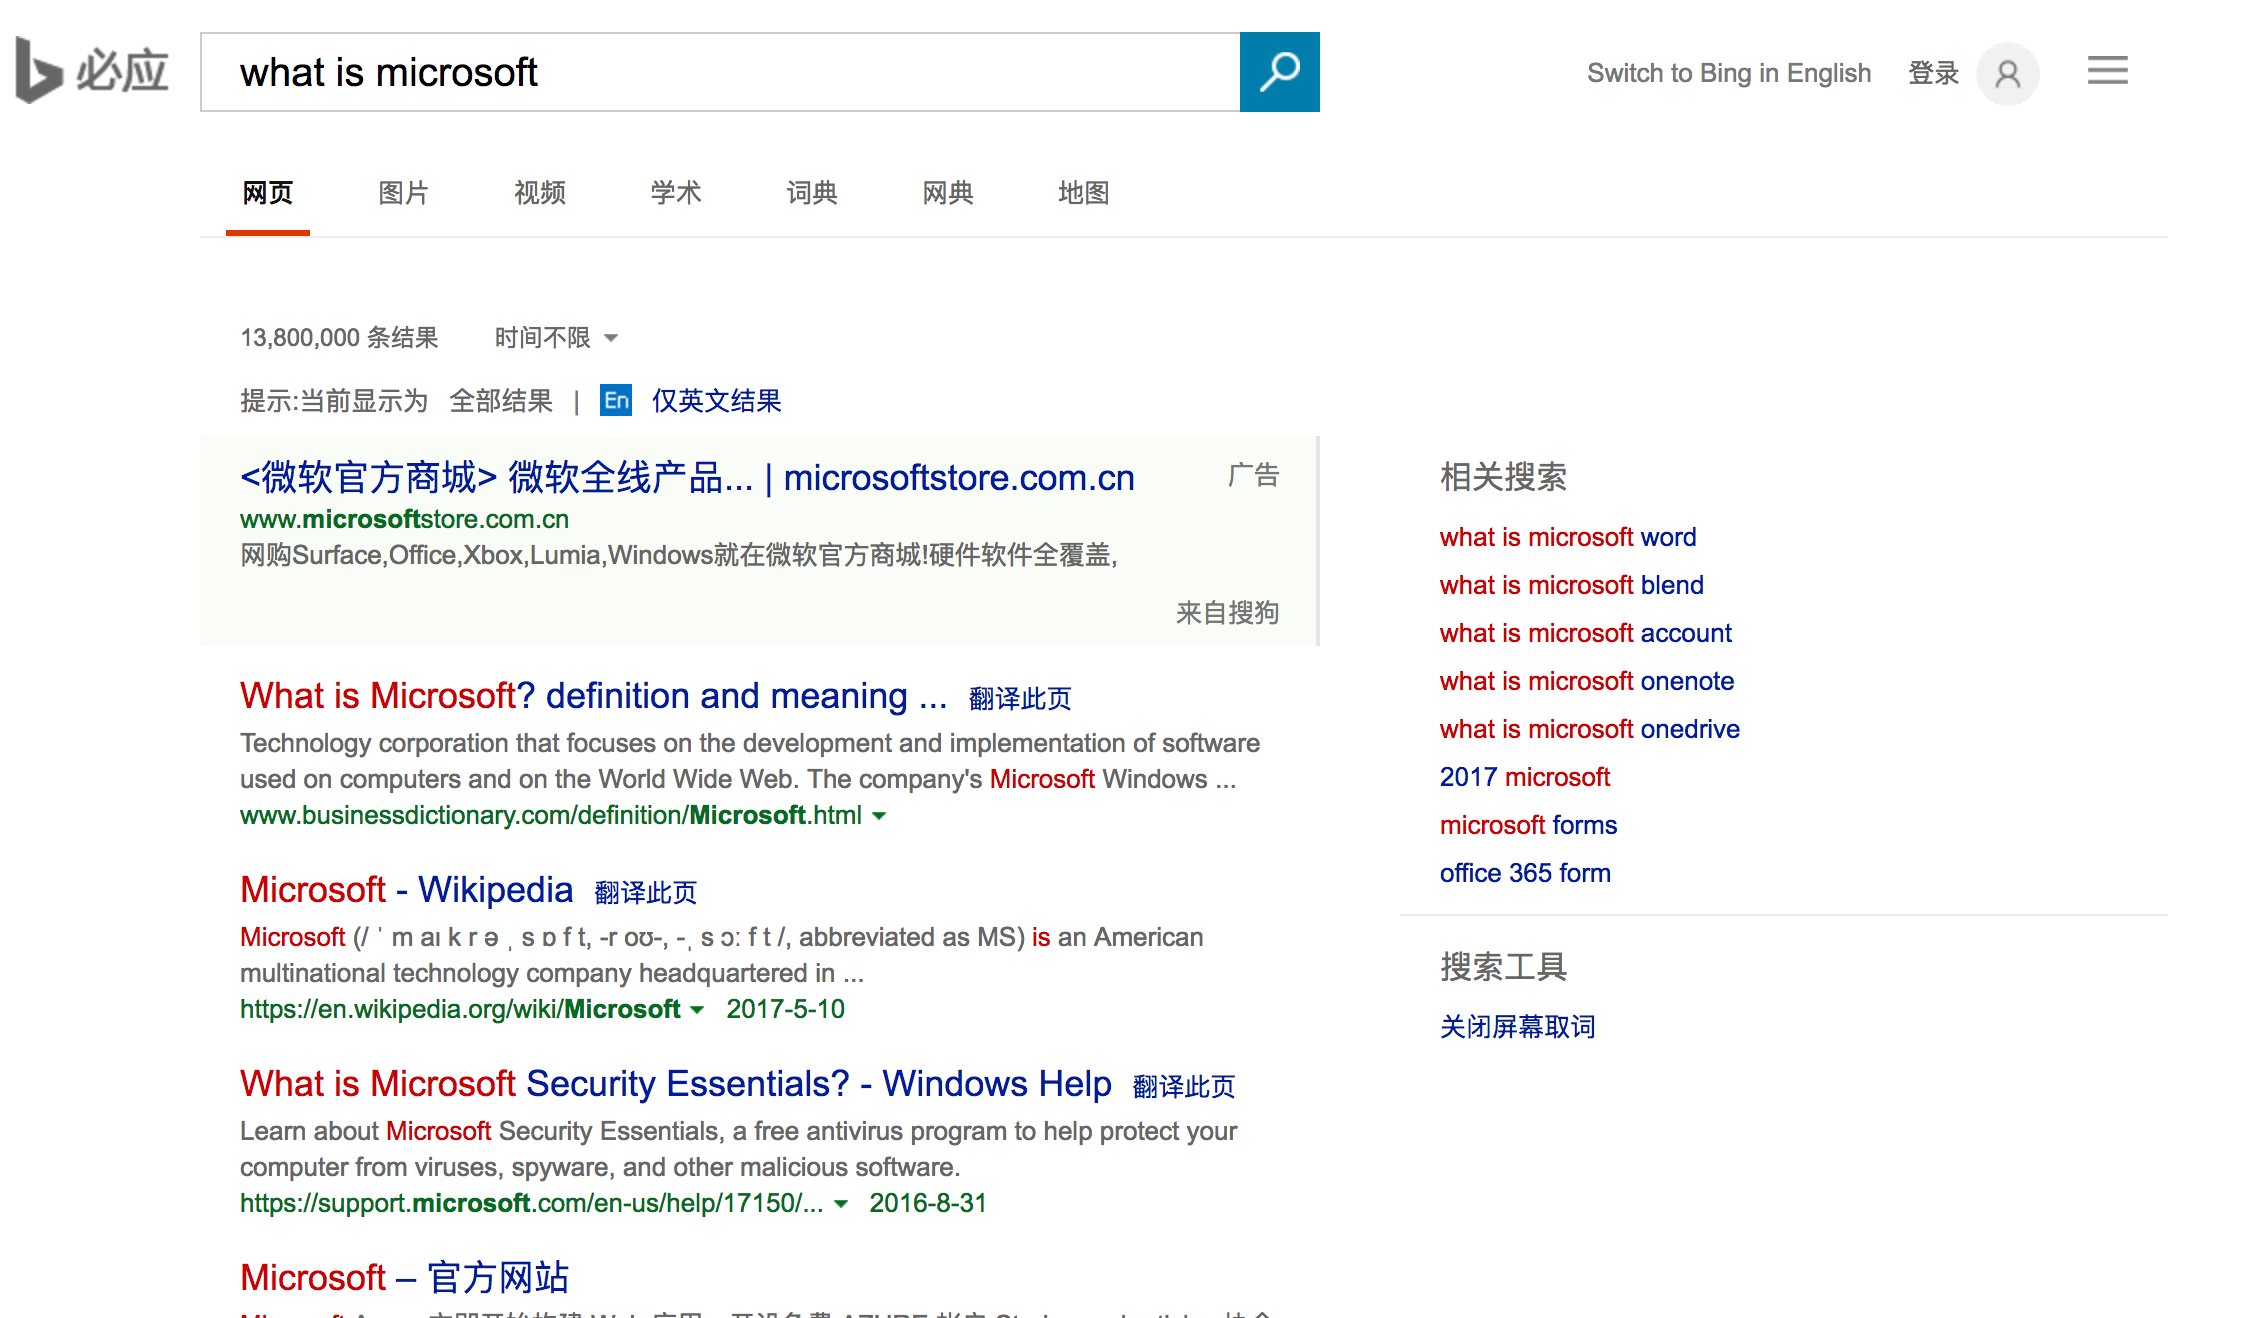 必应
what is microsoft
Switch to Bing in English 登录
网页 图片 视频 学术 词典 网典 地图
13,800,000 条结果 时间不限
提示:当前显示为 全部结果 | En 仅英文结果
<微软官方商城> 微软全线产品... | microsoftstore.com.cn 广告
www.microsoftstore.com.cn
网购Surface,Office,Xbox,Lumia,Windows就在微软官方商城!硬件软件全覆盖,
来自搜狗
What is Microsoft? definition and meaning ... 翻译此页
Technology corporation that focuses on the development and implementation of software
used on computers and on the World Wide Web. The company's Microsoft Windows ...
www.businessdictionary.com/definition/Microsoft.html
Microsoft - Wikipedia 翻译此页
Microsoft (/ ˈ m aɪ k r ə ˌ s ɒ f t, -r oʊ-, -ˌ s ɔː f t /, abbreviated as MS) is an American
multinational technology company headquartered in ...
https://en.wikipedia.org/wiki/Microsoft 2017-5-10
What is Microsoft Security Essentials? - Windows Help 翻译此页
Learn about Microsoft Security Essentials, a free antivirus program to help protect your
computer from viruses, spyware, and other malicious software.
https://support.microsoft.com/en-us/help/17150/... 2016-8-31
Microsoft – 官方网站
相关搜索
what is microsoft word
what is microsoft blend
what is microsoft account
what is microsoft onenote
what is microsoft onedrive
2017 microsoft
microsoft forms
office 365 form
搜索工具
关闭屏幕取词